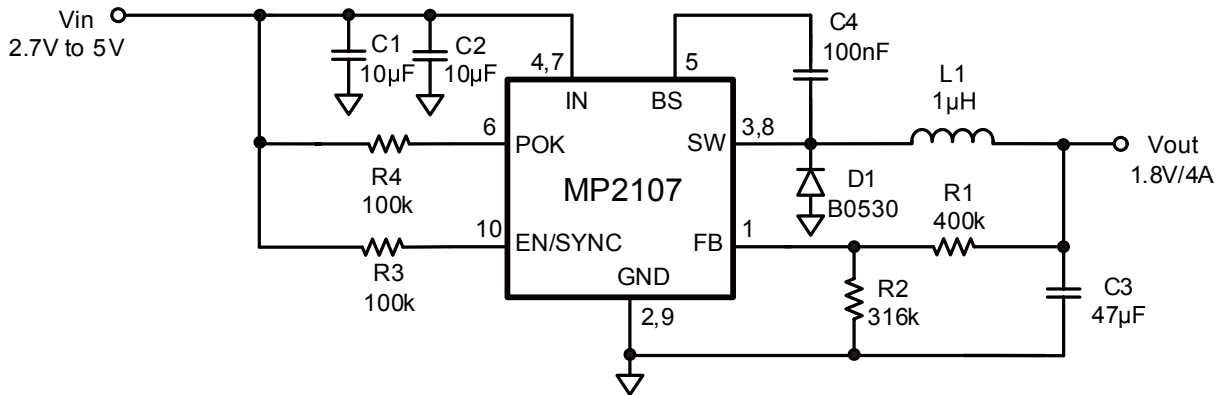 Vin
2.7V to 5V
C1
10µF
C2
10µF
4,7
IN
5
BS
C4
100nF
L1
1µH
6
POK
SW
3,8
Vout
1.8V/4A
R4
100k
MP2107
D1
B0530
R1
400k
10
EN/SYNC
FB
1
R3
100k
GND
2,9
R2
316k
C3
47µF